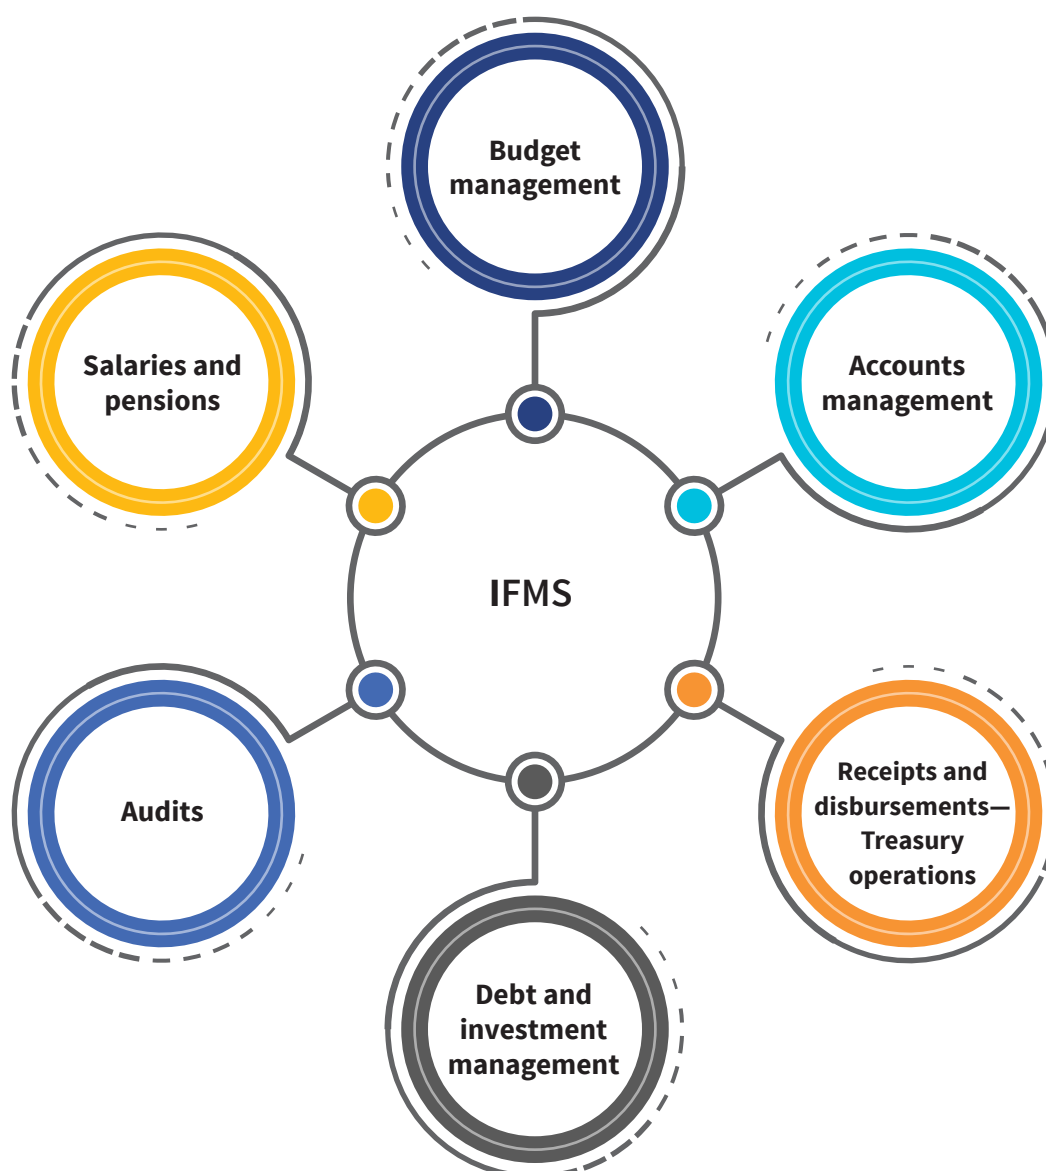 Budget
management
Accounts
management
Salaries and
pensions
IFMS
Receipts and
disbursements—
Treasury
operations
Audits
Debt and
investment
management